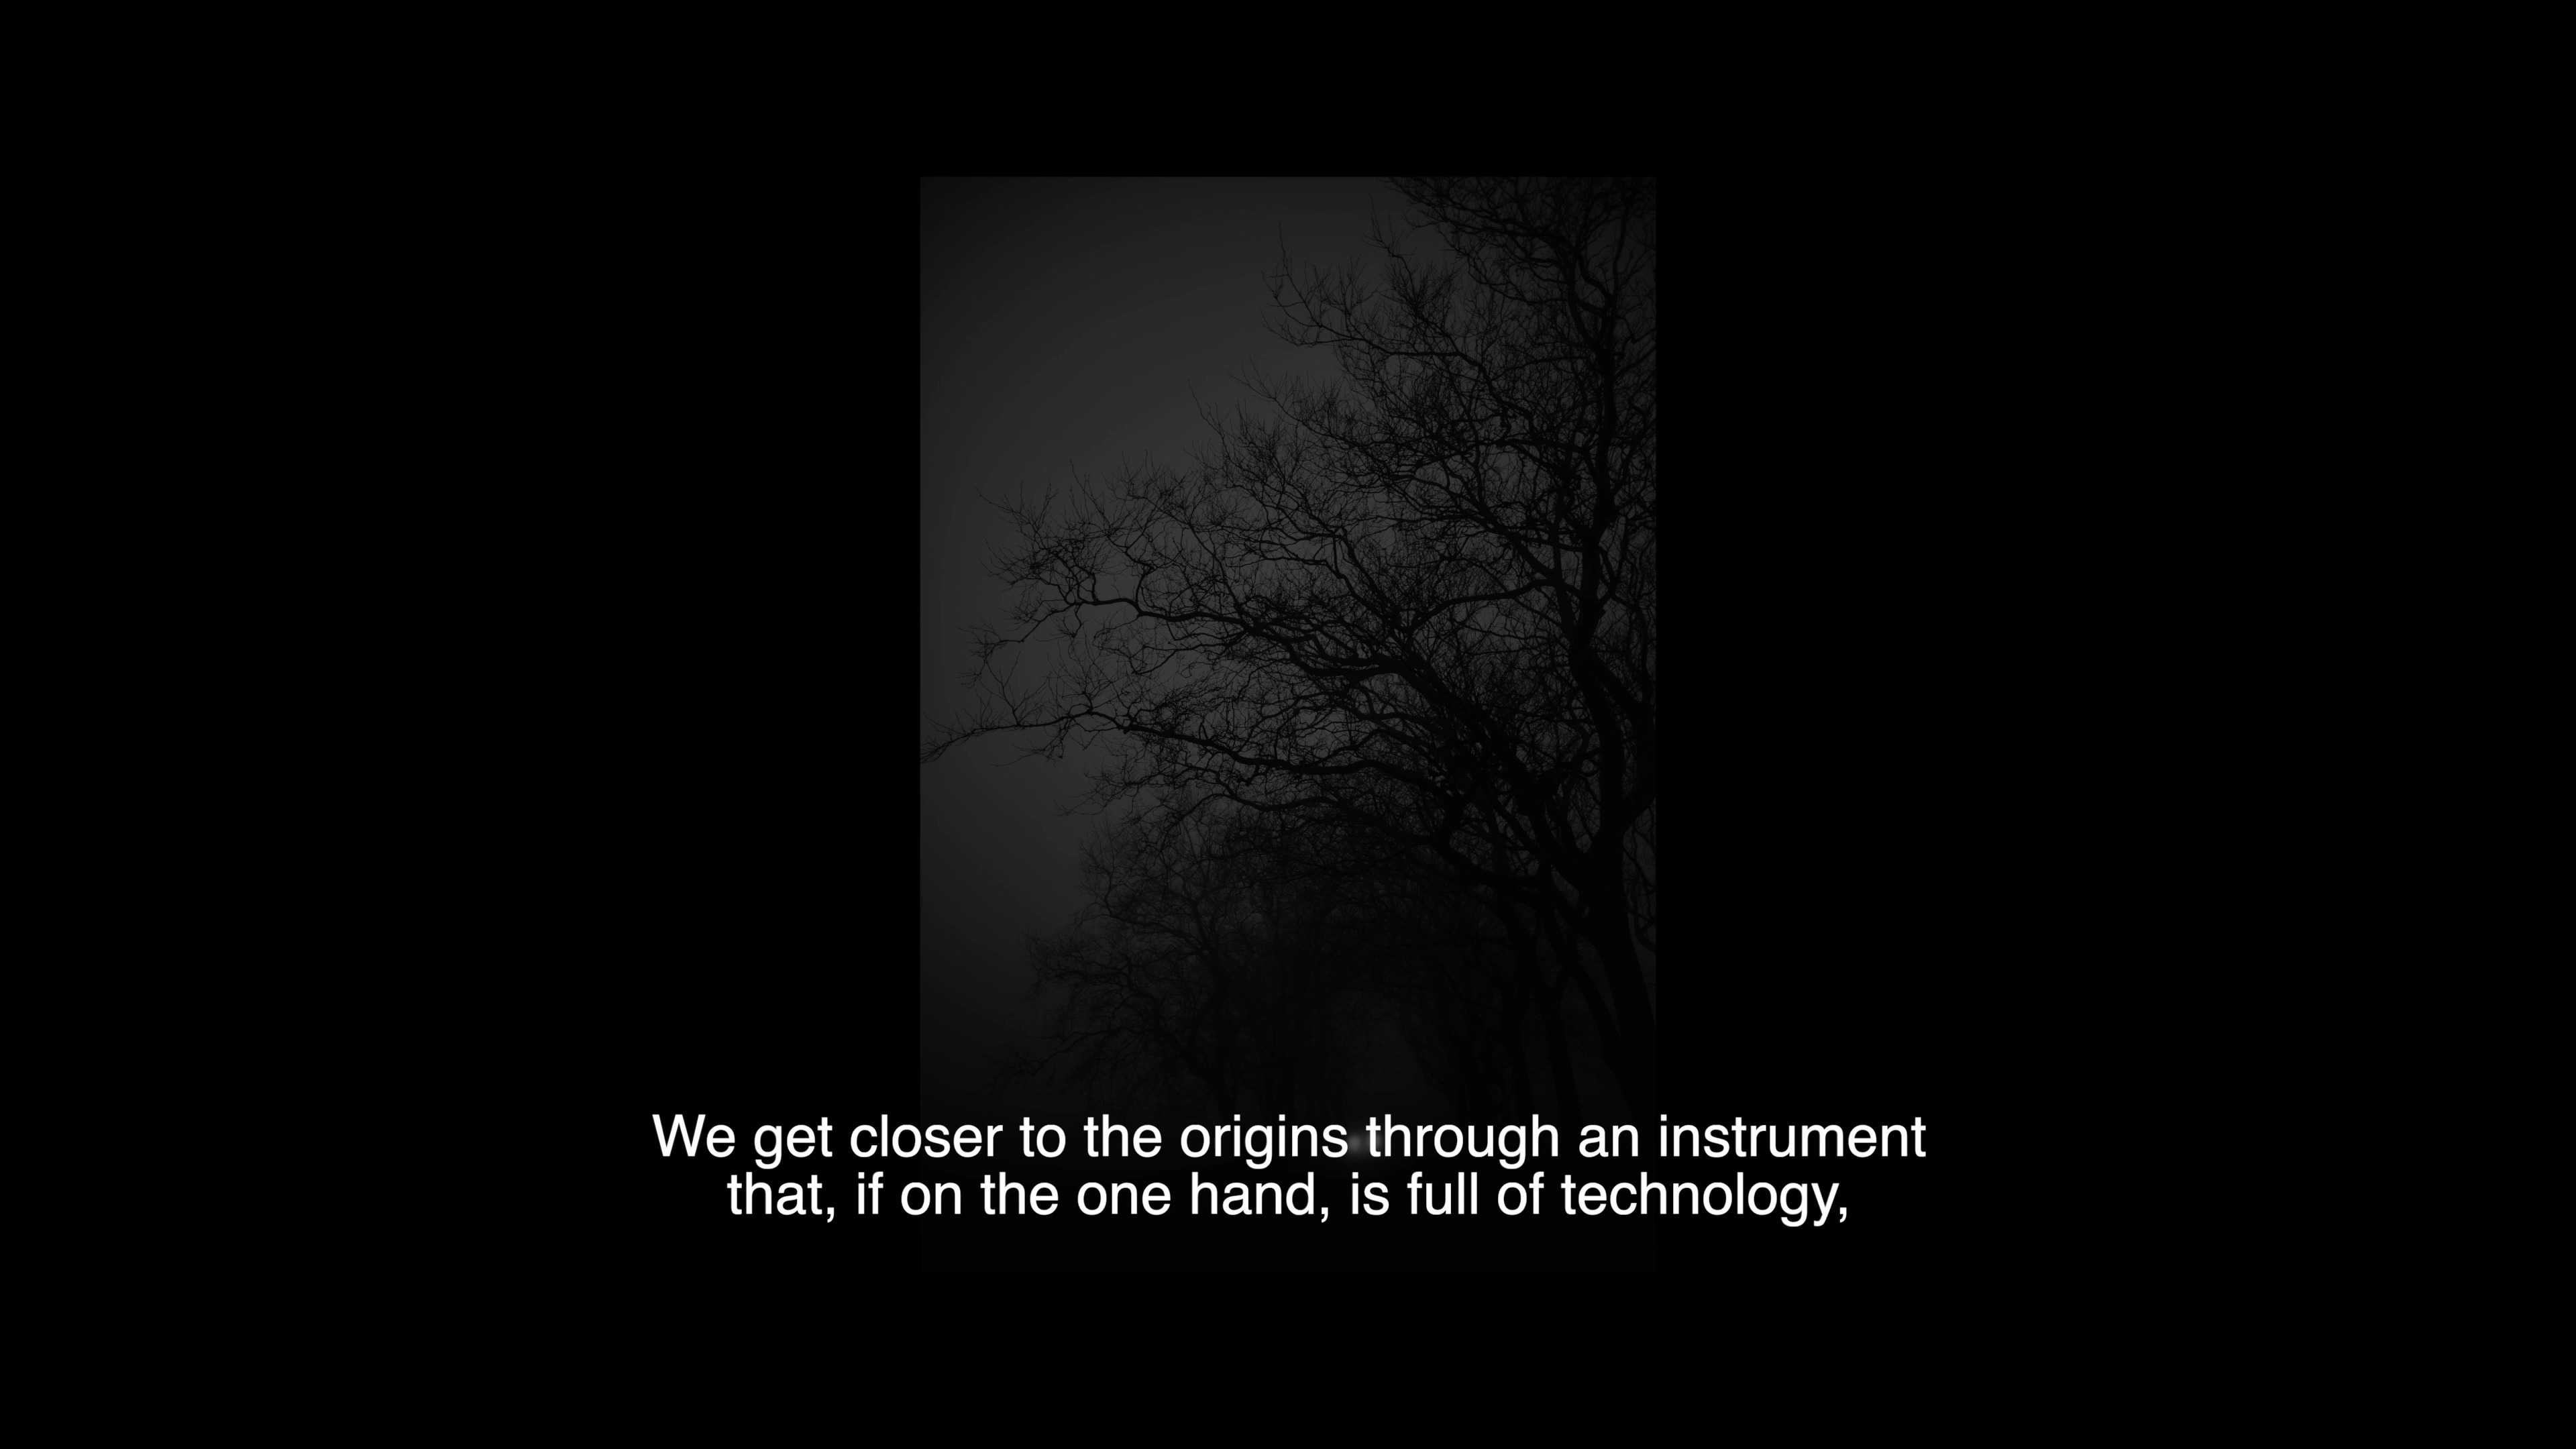 We get closer to the origins through an instrument
that, if on the one hand, is full of technology,